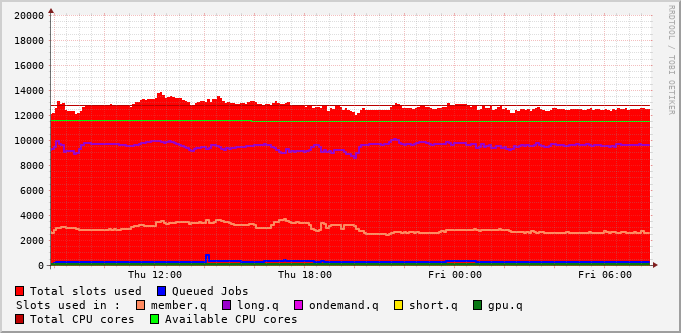 20000
18000
16000
14000
12000
10000
8000
6000
4000
2000
0
Thu 12:00 Thu 18:00 Fri 00:00 Fri 06:00
RRDTOOL / TOBI OETIKER
Total slots used Queued Jobs
Slots used in : member.q long.q ondemand.q short.q gpu.q
Total CPU cores Available CPU cores